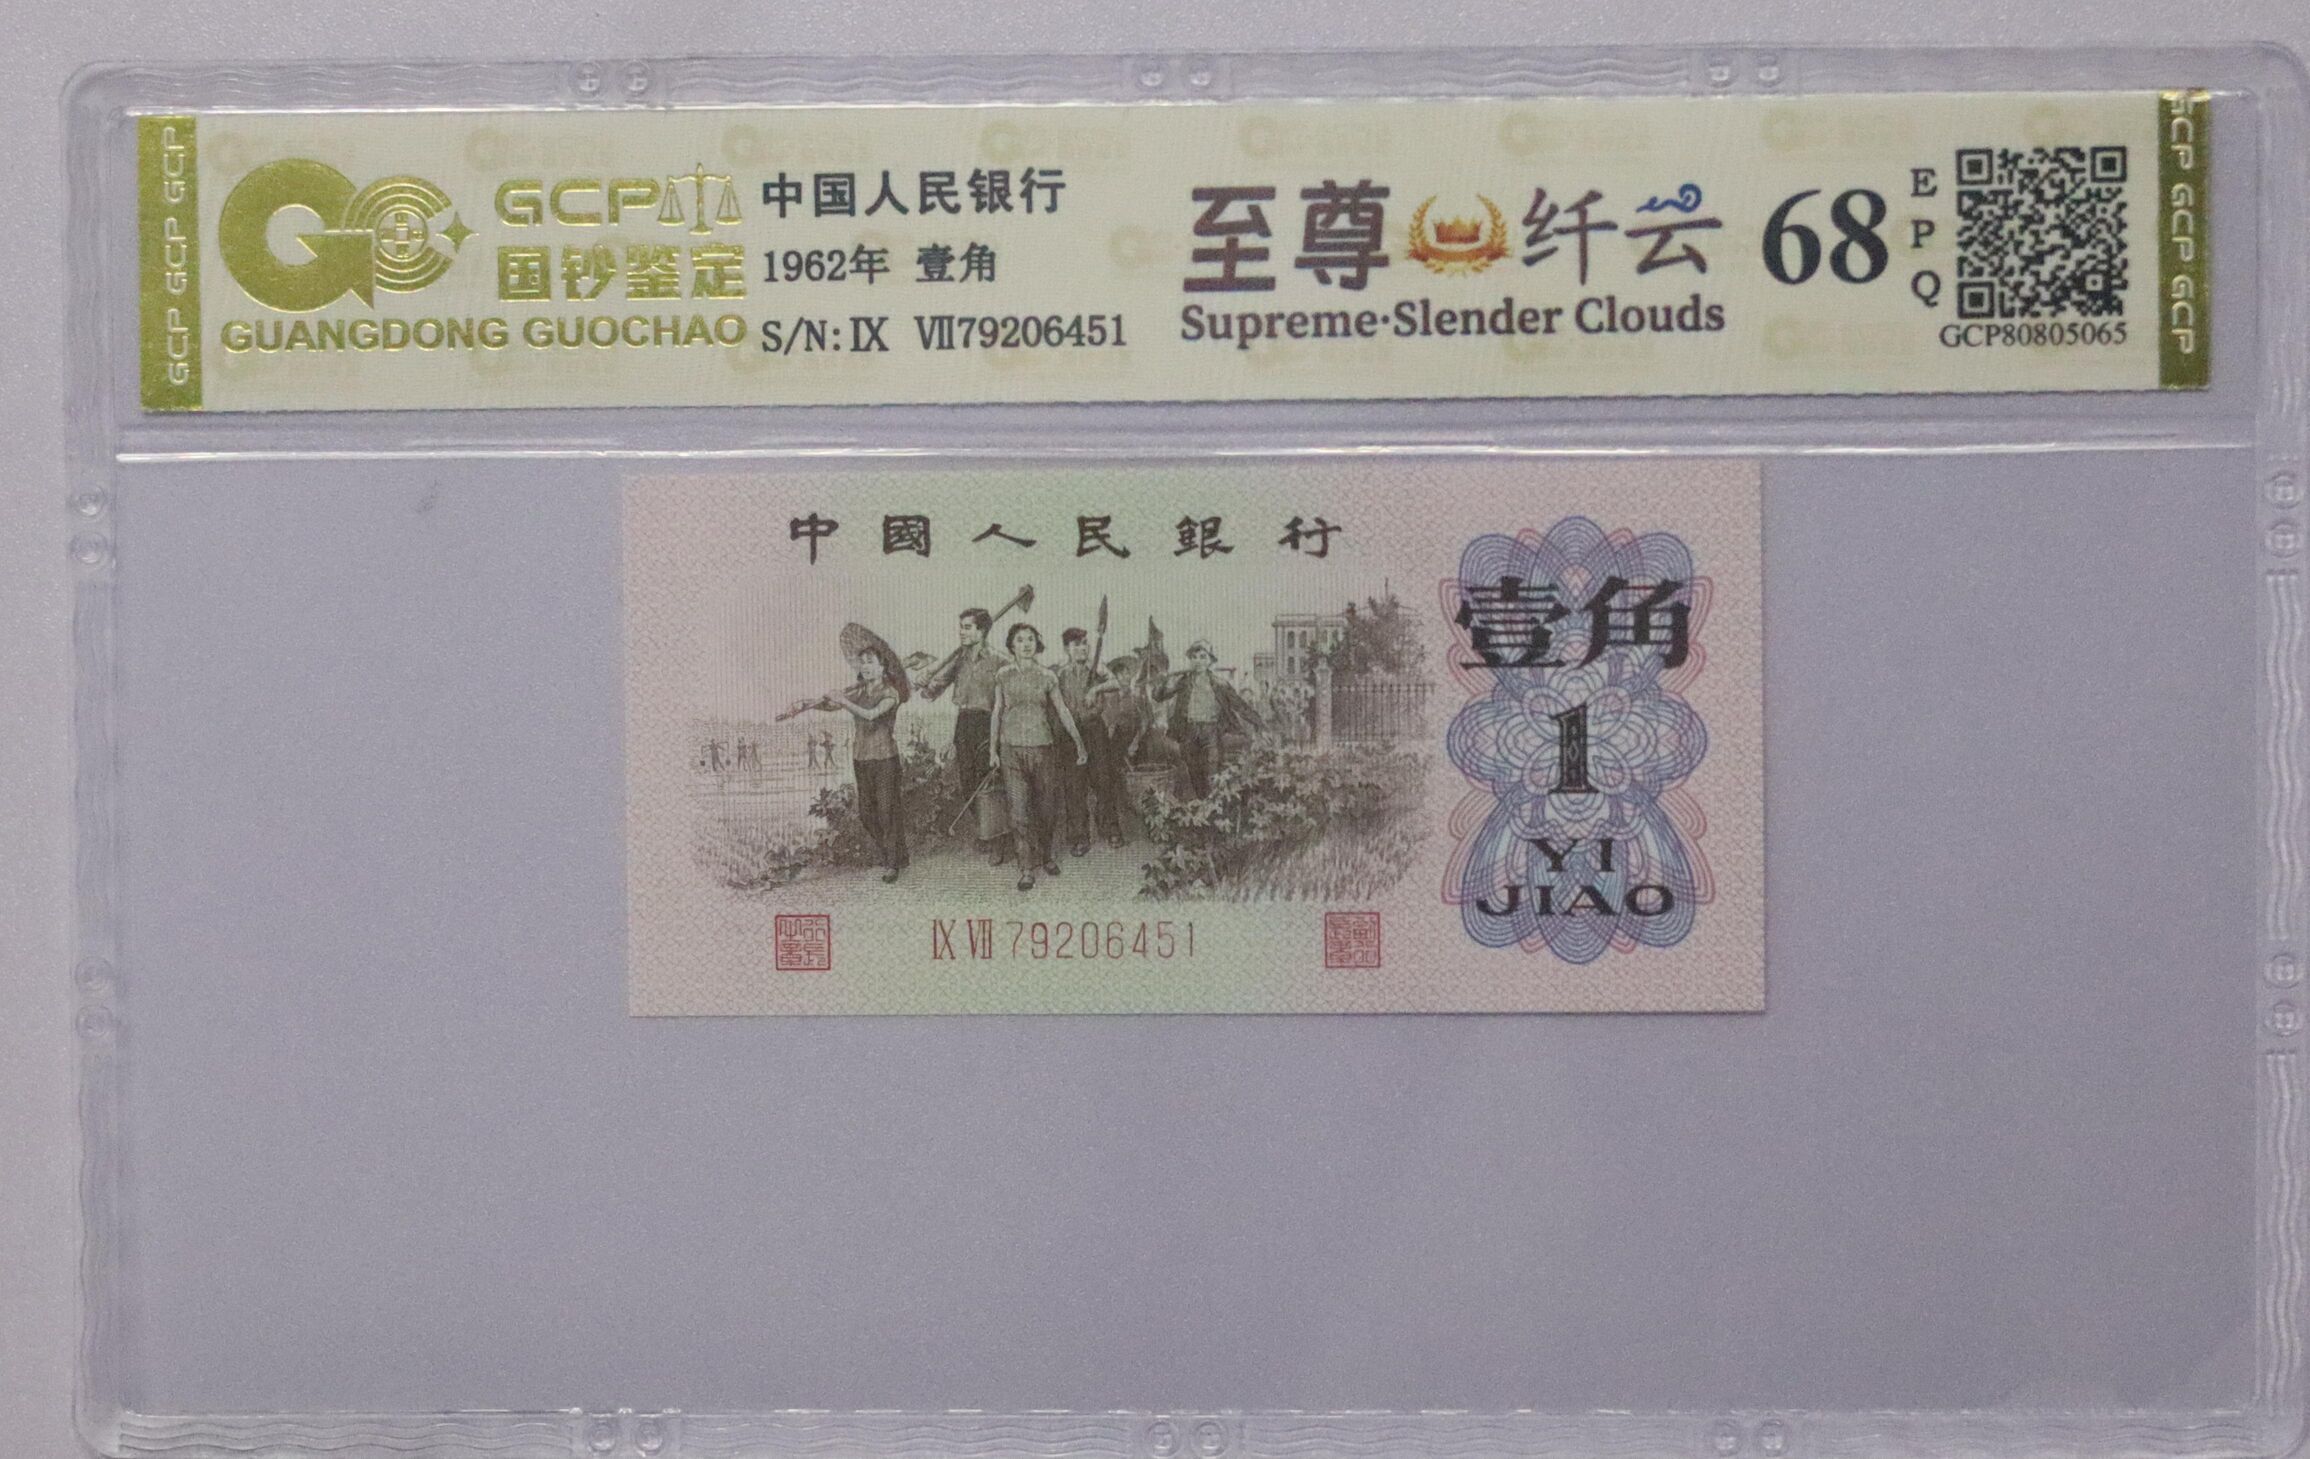 GCP GCP GCP
GCP
国钞鉴定
GUANGDONG GUOCHAO
中国人民银行
1962年 壹角
S/N: Ⅸ Ⅶ79206451
至尊 纤云
Supreme·Slender Clouds
68
E
P
Q
GCP80805065
GCP GCP GCP
中國人民銀行
壹角
1
YI
JIAO
Ⅸ Ⅶ 79206451